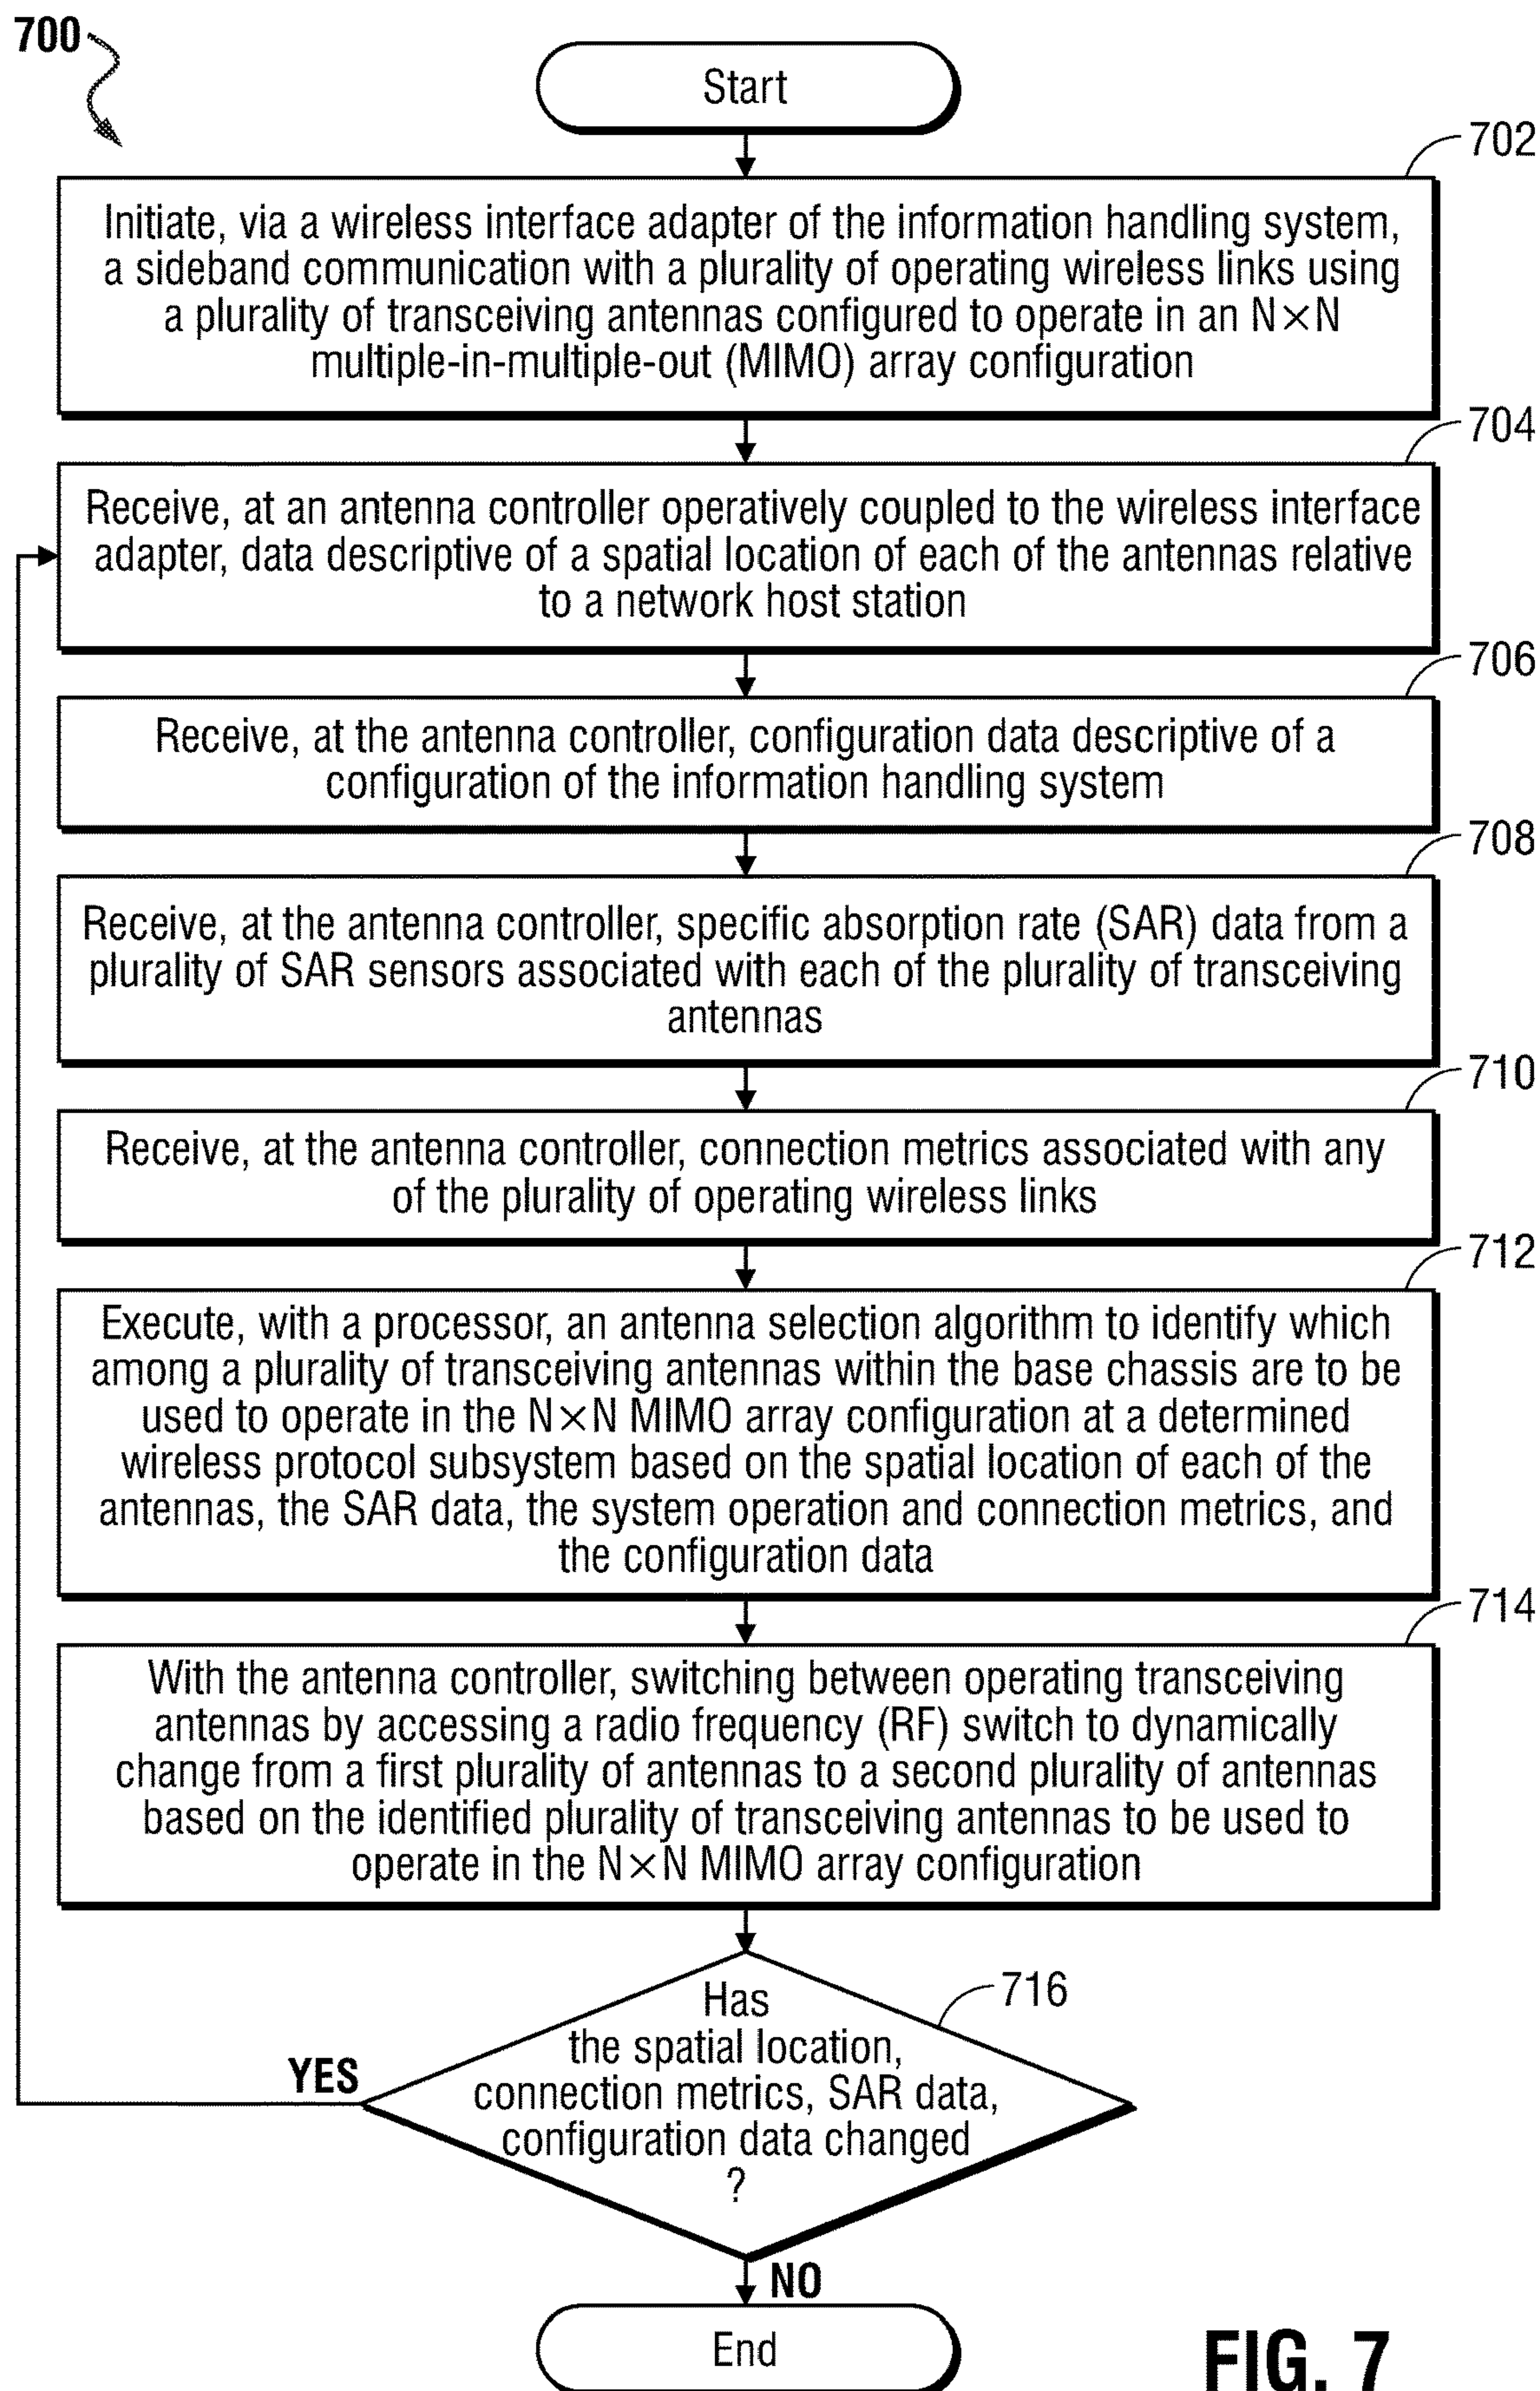 700
Start
702
Initiate, via a wireless interface adapter of the information handling system,
a sideband communication with a plurality of operating wireless links using
a plurality of transceiving antennas configured to operate in an N×N
multiple-in-multiple-out (MIMO) array configuration
704
Receive, at an antenna controller operatively coupled to the wireless interface
adapter, data descriptive of a spatial location of each of the antennas relative
to a network host station
706
Receive, at the antenna controller, configuration data descriptive of a
configuration of the information handling system
708
Receive, at the antenna controller, specific absorption rate (SAR) data from a
plurality of SAR sensors associated with each of the plurality of transceiving
antennas
710
Receive, at the antenna controller, connection metrics associated with any
of the plurality of operating wireless links
712
Execute, with a processor, an antenna selection algorithm to identify which
among a plurality of transceiving antennas within the base chassis are to be
used to operate in the N×N MIMO array configuration at a determined
wireless protocol subsystem based on the spatial location of each of the
antennas, the SAR data, the system operation and connection metrics, and
the configuration data
714
With the antenna controller, switching between operating transceiving
antennas by accessing a radio frequency (RF) switch to dynamically
change from a first plurality of antennas to a second plurality of antennas
based on the identified plurality of transceiving antennas to be used to
operate in the N×N MIMO array configuration
716
Has
the spatial location,
connection metrics, SAR data,
configuration data changed
?
YES
NO
End
FIG. 7